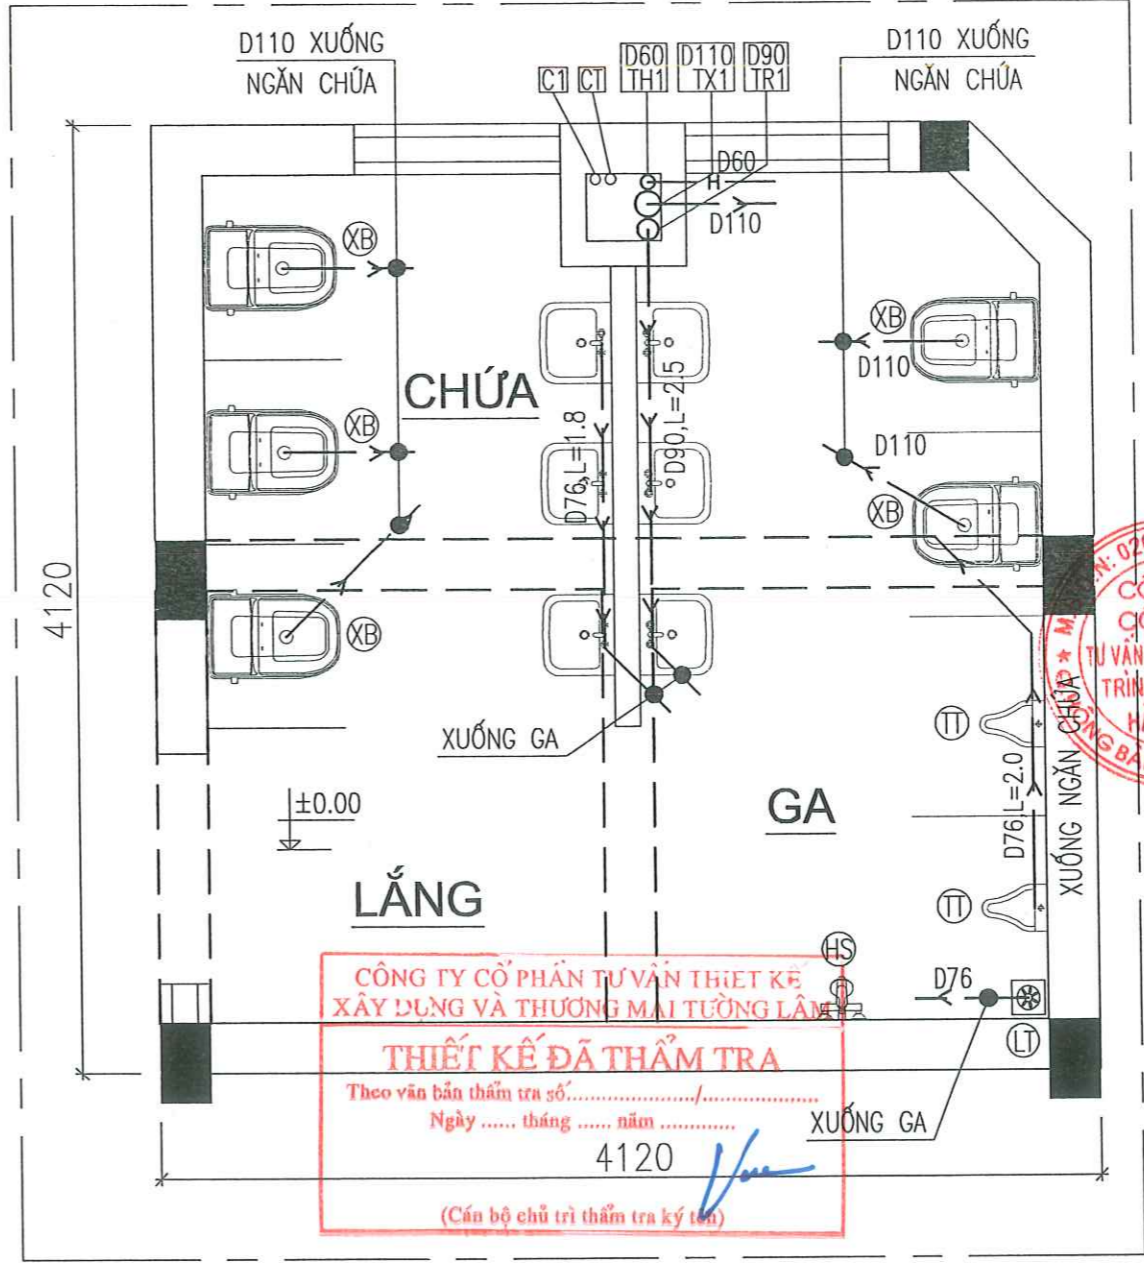 D110 XUỐNG
NGĂN CHỨA
C1
CT
D60
TH1
D110
TX1
D90
TR1
D110 XUỐNG
NGĂN CHỨA
D60
H
D110
XB
XB
D110
CHỨA
XB
D76,L=1.8
D90,L=2.5
D110
XB
4120
XB
XUỐNG GA
TT
±0.00
GA
D76,L=2.0
XUỐNG NGĂN CHỨA
LẮNG
TT
HS
D76
LT
XUỐNG GA
4120
CÔNG TY CỔ PHẦN TƯ VẤN THIẾT KẾ
XÂY DỰNG VÀ THƯƠNG MẠI TƯỜNG LÂM
THIẾT KẾ ĐÃ THẨM TRA
Theo văn bản thẩm tra số...................../....................
Ngày ...... tháng ...... năm .............
(Cán bộ chủ trì thẩm tra ký tên)
TƯ VẤN